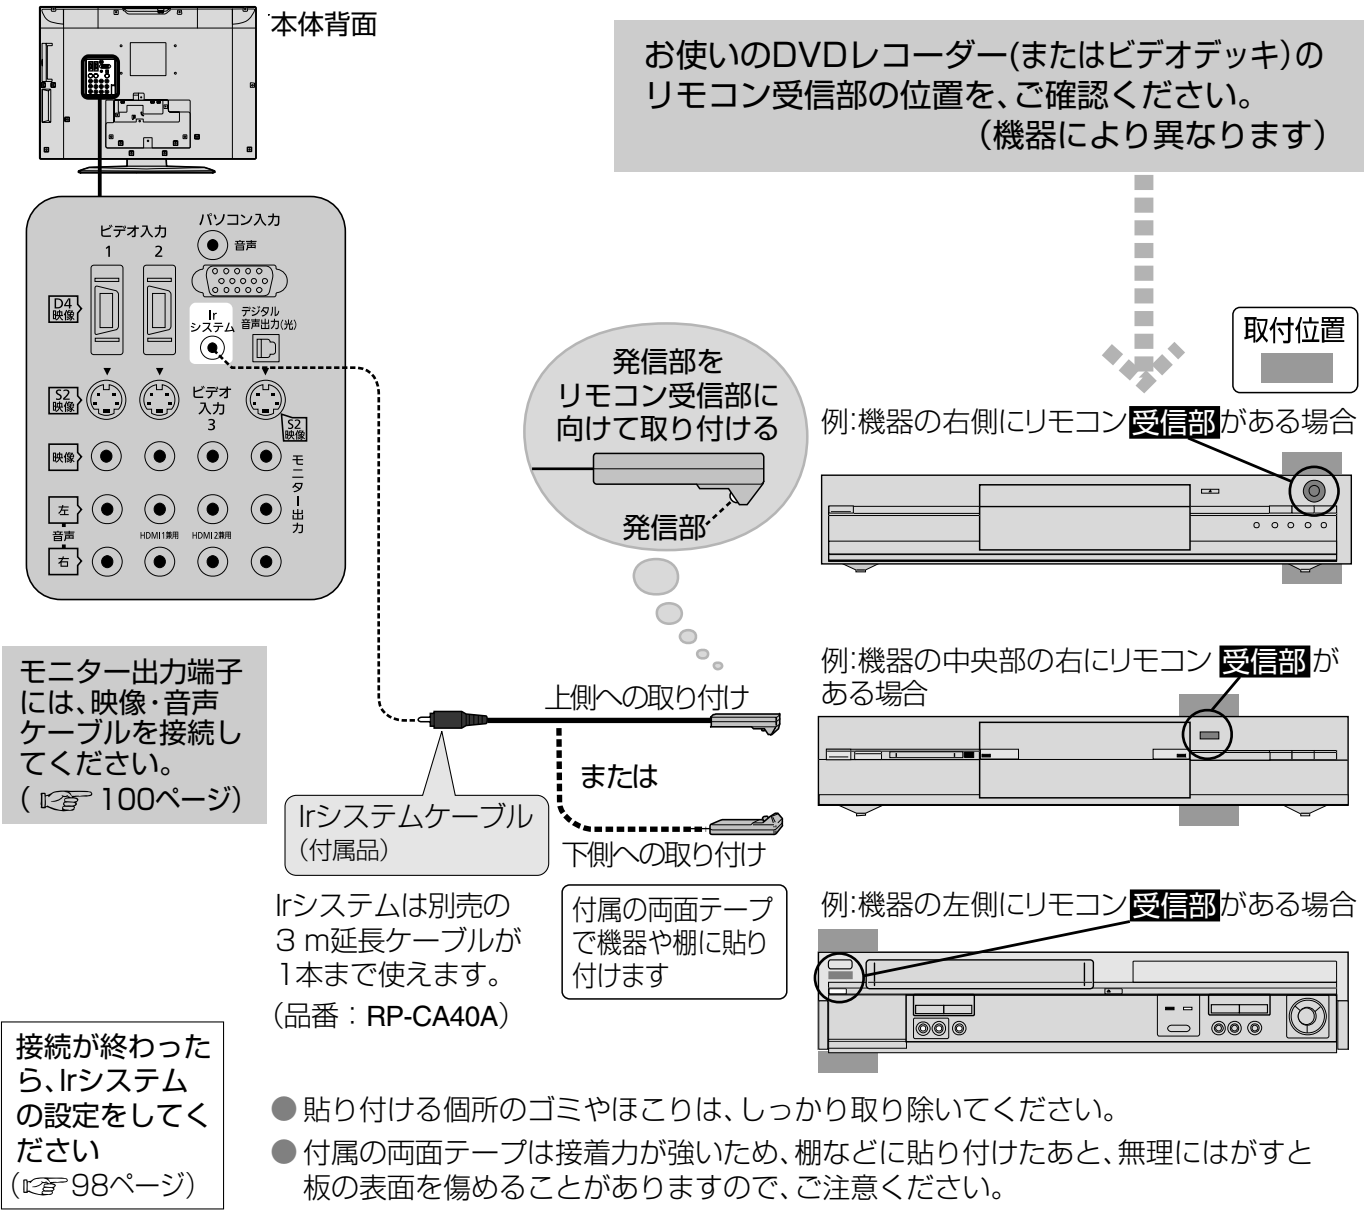 本体背面
お使いのDVDレコーダー(またはビデオデッキ)の
リモコン受信部の位置を、ご確認ください。
(機器により異なります)
ビデオ入力
1
2
パソコン入力
音声
D4
映像
Ir
システム
デジタル
音声出力(光)
S2
映像
ビデオ
入力
3
S2
映像
映像
モニター出力
左
音声
右
HDMI1兼用
HDMI2兼用
発信部を
リモコン受信部に
向けて取り付ける
発信部
取付位置
例:機器の右側にリモコン受信部がある場合
モニター出力端子
には、映像・音声
ケーブルを接続し
てください。
(☞100ページ)
上側への取り付け
または
下側への取り付け
Irシステムケーブル
(付属品)
例:機器の中央部の右にリモコン受信部が
ある場合
Irシステムは別売の
3 m延長ケーブルが
1本まで使えます。
(品番:RP-CA40A)
付属の両面テープ
で機器や棚に貼り
付けます
例:機器の左側にリモコン受信部がある場合
接続が終わった
ら、Irシステム
の設定をしてく
ださい
(☞98ページ)
●貼り付ける個所のゴミやほこりは、しっかり取り除いてください。
●付属の両面テープは接着力が強いため、棚などに貼り付けたあと、無理にはがすと
板の表面を傷めることがありますので、ご注意ください。